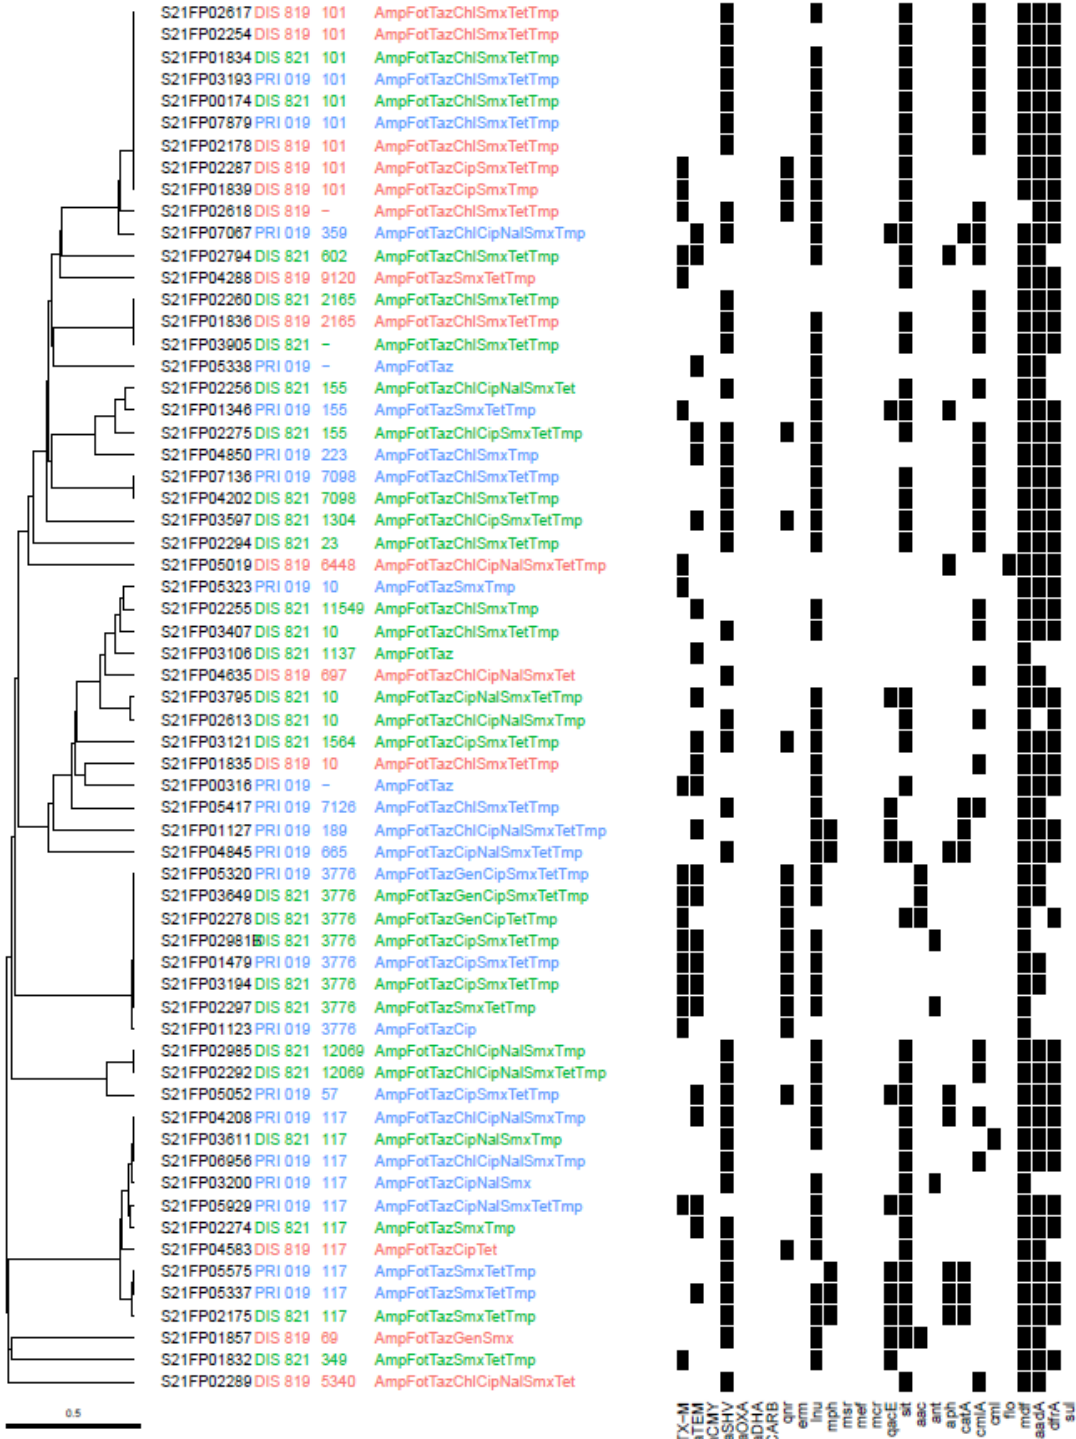 S21FP02617 DIS 819 101 AmpFotTazChlSmxTetTmp
S21FP02254 DIS 819 101 AmpFotTazChlSmxTetTmp
S21FP01834 DIS 821 101 AmpFotTazChlSmxTetTmp
S21FP03193 PRI 019 101 AmpFotTazChlSmxTetTmp
S21FP00174 DIS 821 101 AmpFotTazChlSmxTetTmp
S21FP07879 PRI 019 101 AmpFotTazChlSmxTetTmp
S21FP02178 DIS 819 101 AmpFotTazChlSmxTetTmp
S21FP02287 DIS 819 101 AmpFotTazCipSmxTetTmp
S21FP01839 DIS 819 101 AmpFotTazCipSmxTmp
S21FP02618 DIS 819 – AmpFotTazChlSmxTetTmp
S21FP07067 PRI 019 359 AmpFotTazChlCipNalSmxTmp
S21FP02794 DIS 821 602 AmpFotTazChlSmxTetTmp
S21FP04288 DIS 819 9120 AmpFotTazSmxTetTmp
S21FP02260 DIS 821 2165 AmpFotTazChlSmxTetTmp
S21FP01836 DIS 819 2165 AmpFotTazChlSmxTetTmp
S21FP03905 DIS 821 – AmpFotTazChlSmxTetTmp
S21FP05338 PRI 019 – AmpFotTaz
S21FP02256 DIS 821 155 AmpFotTazChlCipNalSmxTet
S21FP01346 PRI 019 155 AmpFotTazSmxTetTmp
S21FP02275 DIS 821 155 AmpFotTazChlCipSmxTetTmp
S21FP04850 PRI 019 223 AmpFotTazChlSmxTmp
S21FP07136 PRI 019 7098 AmpFotTazChlSmxTetTmp
S21FP04202 DIS 821 7098 AmpFotTazChlSmxTetTmp
S21FP03597 DIS 821 1304 AmpFotTazChlCipSmxTetTmp
S21FP02294 DIS 821 23 AmpFotTazChlSmxTetTmp
S21FP05019 DIS 819 6448 AmpFotTazChlCipNalSmxTetTmp
S21FP05323 PRI 019 10 AmpFotTazSmxTmp
S21FP02255 DIS 821 11549 AmpFotTazChlSmxTmp
S21FP03407 DIS 821 10 AmpFotTazChlSmxTetTmp
S21FP03106 DIS 821 1137 AmpFotTaz
S21FP04635 DIS 819 697 AmpFotTazChlCipNalSmxTet
S21FP03795 DIS 821 10 AmpFotTazCipNalSmxTetTmp
S21FP02613 DIS 821 10 AmpFotTazChlCipNalSmxTmp
S21FP03121 DIS 821 1564 AmpFotTazCipSmxTetTmp
S21FP01835 DIS 819 10 AmpFotTazChlSmxTetTmp
S21FP00316 PRI 019 – AmpFotTaz
S21FP05417 PRI 019 7126 AmpFotTazChlSmxTetTmp
S21FP01127 PRI 019 189 AmpFotTazChlCipNalSmxTetTmp
S21FP04845 PRI 019 665 AmpFotTazCipNalSmxTetTmp
S21FP05320 PRI 019 3776 AmpFotTazGenCipSmxTetTmp
S21FP03649 DIS 821 3776 AmpFotTazGenCipSmxTetTmp
S21FP02278 DIS 821 3776 AmpFotTazGenCipTetTmp
S21FP02981B DIS 821 3776 AmpFotTazCipSmxTetTmp
S21FP01479 PRI 019 3776 AmpFotTazCipSmxTetTmp
S21FP03194 DIS 821 3776 AmpFotTazCipSmxTetTmp
S21FP02297 DIS 821 3776 AmpFotTazSmxTetTmp
S21FP01123 PRI 019 3776 AmpFotTazCip
S21FP02985 DIS 821 12069 AmpFotTazChlCipNalSmxTmp
S21FP02292 DIS 821 12069 AmpFotTazChlCipNalSmxTetTmp
S21FP05052 PRI 019 57 AmpFotTazCipSmxTetTmp
S21FP04208 PRI 019 117 AmpFotTazChlCipNalSmxTmp
S21FP03611 DIS 821 117 AmpFotTazCipNalSmxTmp
S21FP06956 PRI 019 117 AmpFotTazChlCipNalSmxTmp
S21FP03200 PRI 019 117 AmpFotTazCipNalSmx
S21FP05929 PRI 019 117 AmpFotTazCipNalSmxTetTmp
S21FP02274 DIS 821 117 AmpFotTazSmxTmp
S21FP04583 DIS 819 117 AmpFotTazCipTet
S21FP05575 PRI 019 117 AmpFotTazSmxTetTmp
S21FP05337 PRI 019 117 AmpFotTazSmxTetTmp
S21FP02175 DIS 821 117 AmpFotTazSmxTetTmp
S21FP01857 DIS 819 69 AmpFotTazGenSmx
S21FP01832 DIS 821 349 AmpFotTazSmxTetTmp
S21FP02289 DIS 819 5340 AmpFotTazChlCipNalSmxTet
0.5
TX–M
aTEM
aCMY
aSHV
aOXA
aDHA
CARB
qnr
erm
lnu
mph
msr
mef
mcr
qacE
sit
aac
ant
aph
catA
cmlA
cml
flo
mdf
aadA
dfrA
sul